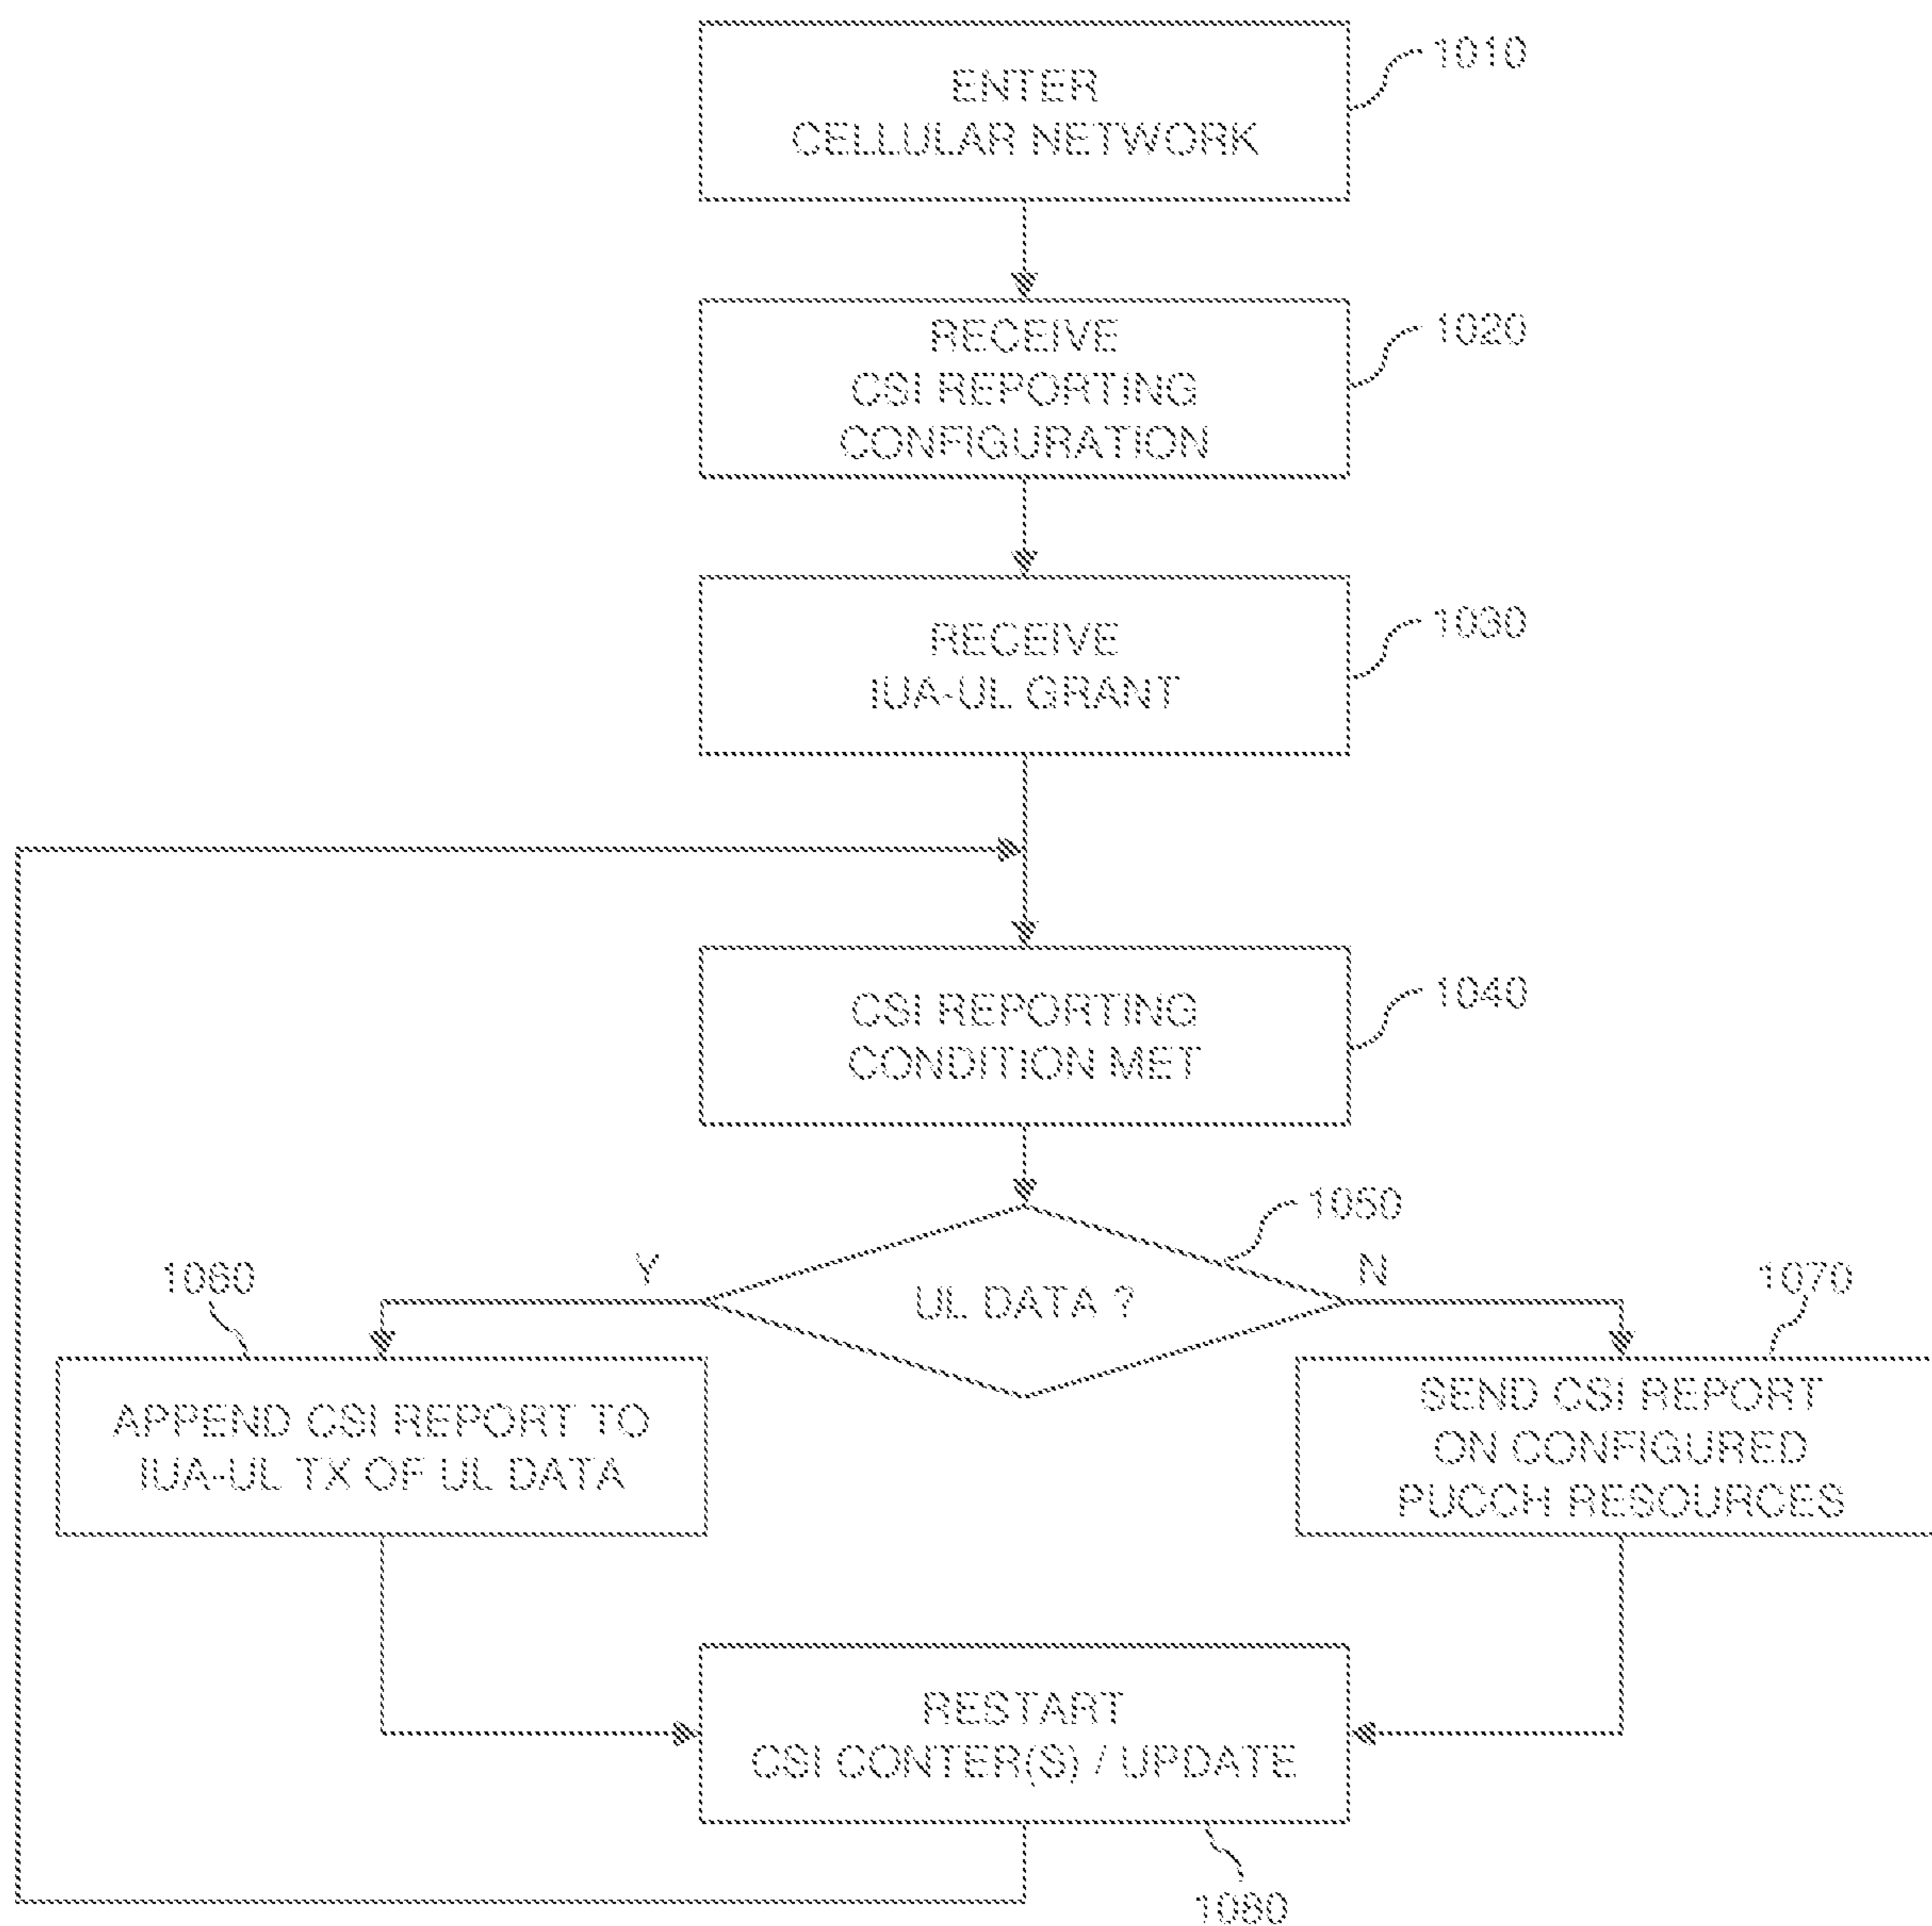 ENTER
CELLULAR NETWORK
1010
RECEIVE
CSI REPORTING
CONFIGURATION
1020
RECEIVE
IUA-UL GRANT
1030
CSI REPORTING
CONDITION MET
1040
1050
Y
UL DATA ?
N
1060
1070
APPEND CSI REPORT TO
IUA-UL TX OF UL DATA
SEND CSI REPORT
ON CONFIGURED
PUCCH RESOURCES
RESTART
CSI CONTER(S) / UPDATE
1080